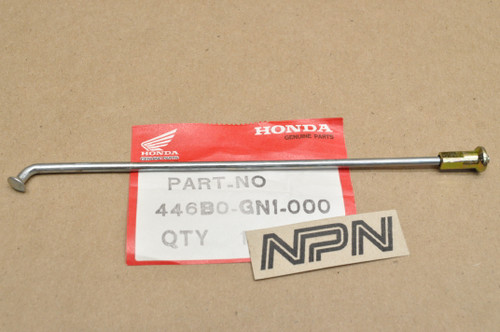 HONDA
GENUINE PARTS
HONDA
PART-NO
446B0-GN1-000
QTY
NPN